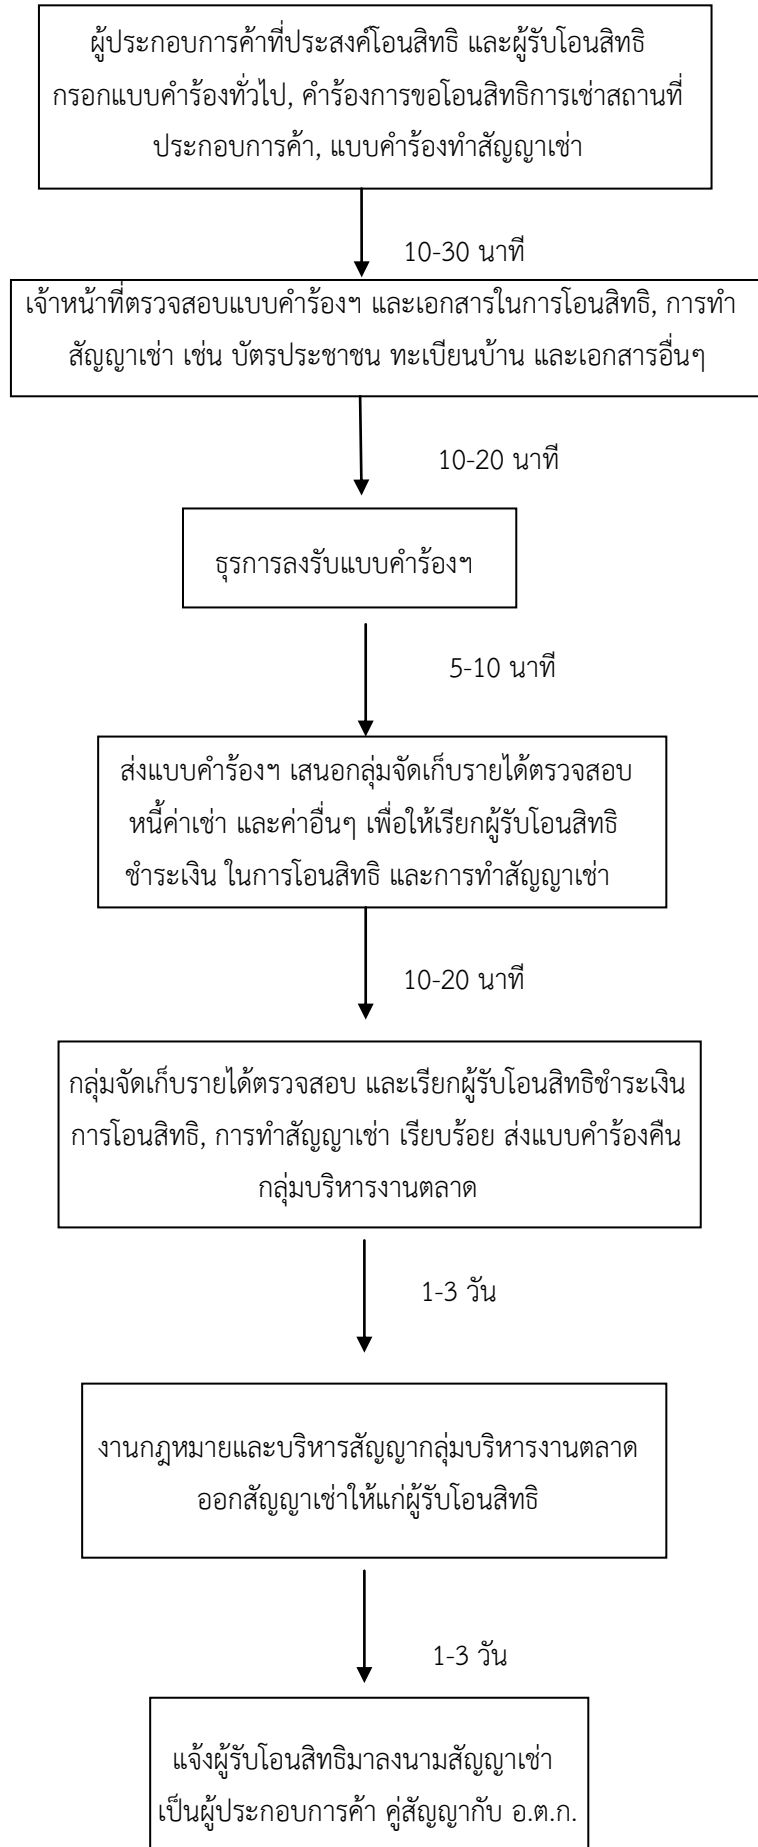 ผู้ประกอบการค้าที่ประสงค์โอนสิทธิ และผู้รับโอนสิทธิ
กรอกแบบคำร้องทั่วไป, คำร้องการขอโอนสิทธิการเช่าสถานที่
ประกอบการค้า, แบบคำร้องทำสัญญาเช่า
10-30 นาที
เจ้าหน้าที่ตรวจสอบแบบคำร้องฯ และเอกสารในการโอนสิทธิ, การทำ
สัญญาเช่า เช่น บัตรประชาชน ทะเบียนบ้าน และเอกสารอื่นๆ
10-20 นาที
ธุรการลงรับแบบคำร้องฯ
5-10 นาที
ส่งแบบคำร้องฯ เสนอกลุ่มจัดเก็บรายได้ตรวจสอบ
หนี้ค่าเช่า และค่าอื่นๆ เพื่อให้เรียกผู้รับโอนสิทธิ
ชำระเงิน ในการโอนสิทธิ และการทำสัญญาเช่า
10-20 นาที
กลุ่มจัดเก็บรายได้ตรวจสอบ และเรียกผู้รับโอนสิทธิชำระเงิน
การโอนสิทธิ, การทำสัญญาเช่า เรียบร้อย ส่งแบบคำร้องคืน
กลุ่มบริหารงานตลาด
1-3 วัน
งานกฎหมายและบริหารสัญญากลุ่มบริหารงานตลาด
ออกสัญญาเช่าให้แก่ผู้รับโอนสิทธิ
1-3 วัน
แจ้งผู้รับโอนสิทธิมาลงนามสัญญาเช่า
เป็นผู้ประกอบการค้า คู่สัญญากับ อ.ต.ก.